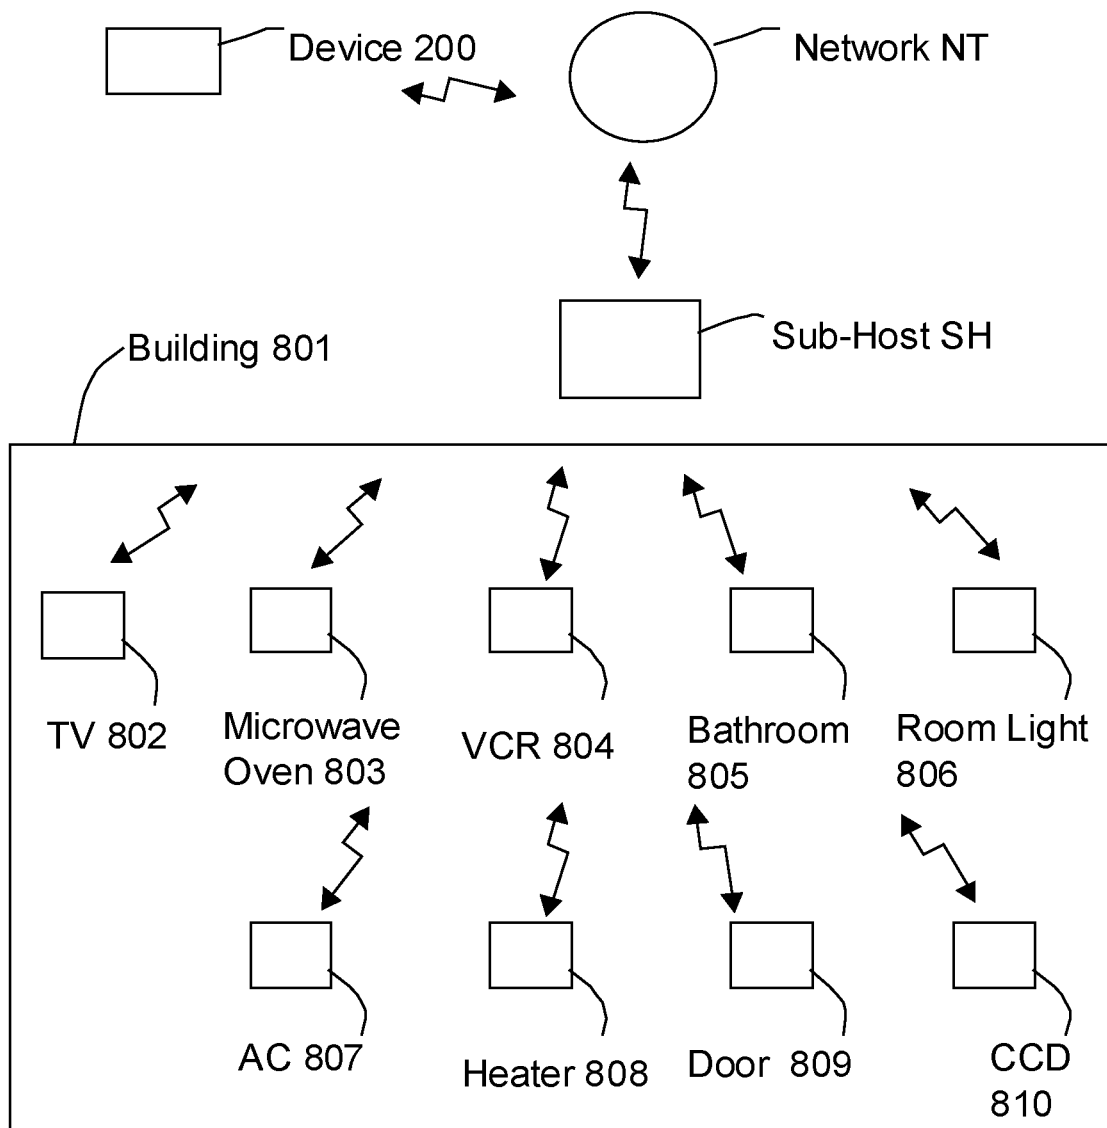 Device 200
Network NT
Sub-Host SH
Building 801
TV 802
Microwave
Oven 803
VCR 804
Bathroom
805
Room Light
806
AC 807
Heater 808
Door 809
CCD
810